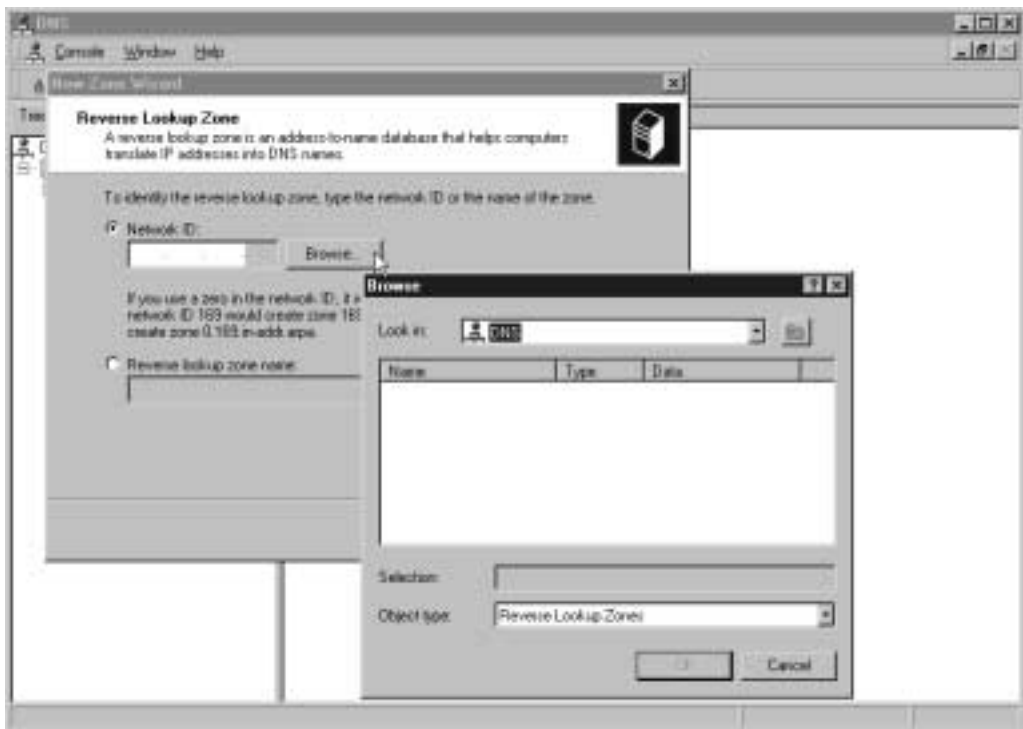 DNS
Console Window Help
New Zone Wizard
Tree
Reverse Lookup Zone
A reverse lookup zone is an address-to-name database that helps computers
translate IP addresses into DNS names.
To identify the reverse lookup zone, type the network ID or the name of the zone.
Network ID:
Browse...
If you use a zero in the network ID, it
network ID 169 would create zone
create zone 0.169.in-addr.arpa.
Reverse lookup zone name:
Browse
Look in:
DNS
Name Type Data
Selection:
Object type:
Reverse Lookup Zones
OK
Cancel